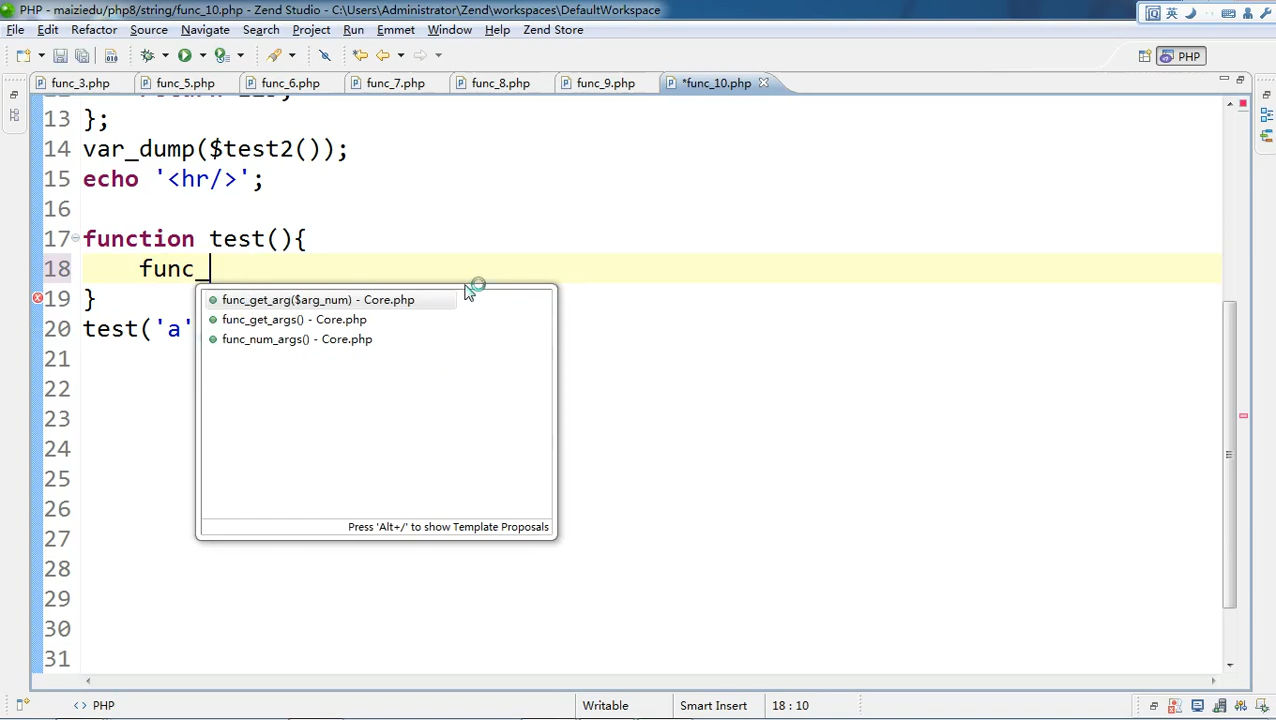 PHP - maiziedu/php8/string/func_10.php - Zend Studio - C:\Users\Administrator\Zend\workspaces\DefaultWorkspace
英
File Edit Refactor Source Navigate Search Project Run Emmet Window Help Zend Store
PHP
func_3.php func_5.php func_6.php func_7.php func_8.php func_9.php *func_10.php
13 };
14 var_dump($test2());
15 echo '<hr/>';
16
17 function test(){
18 func_
19 }
20 test('a'
func_get_arg($arg_num) - Core.php
func_get_args() - Core.php
func_num_args() - Core.php
Press 'Alt+/' to show Template Proposals
21
22
23
24
25
26
27
28
29
30
31
<> PHP Writable Smart Insert 18 : 10